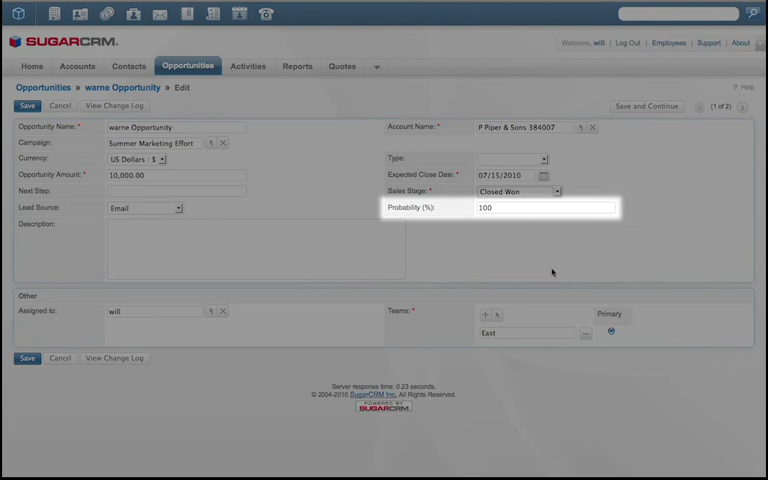 SUGARCRM.
Welcome, will | Log Out | Employees | Support | About
Home Accounts Contacts Opportunities Activities Reports Quotes
Opportunities » warne Opportunity » Edit
? Help
Save Cancel View Change Log Save and Continue (1 of 2)
Opportunity Name: * warne Opportunity Account Name: * P Piper & Sons 384007
Campaign: Summer Marketing Effort
Currency: US Dollars : $ Type:
Opportunity Amount: * 10,000.00 Expected Close Date: * 07/15/2010
Next Step: Sales Stage: * Closed Won
Lead Source: Email Probability (%): 100
Description:
Other
Assigned to: will Teams: * Primary
East
Save Cancel View Change Log
Server response time: 0.23 seconds.
© 2004-2010 SugarCRM Inc. All Rights Reserved.
POWERED BY
SUGARCRM